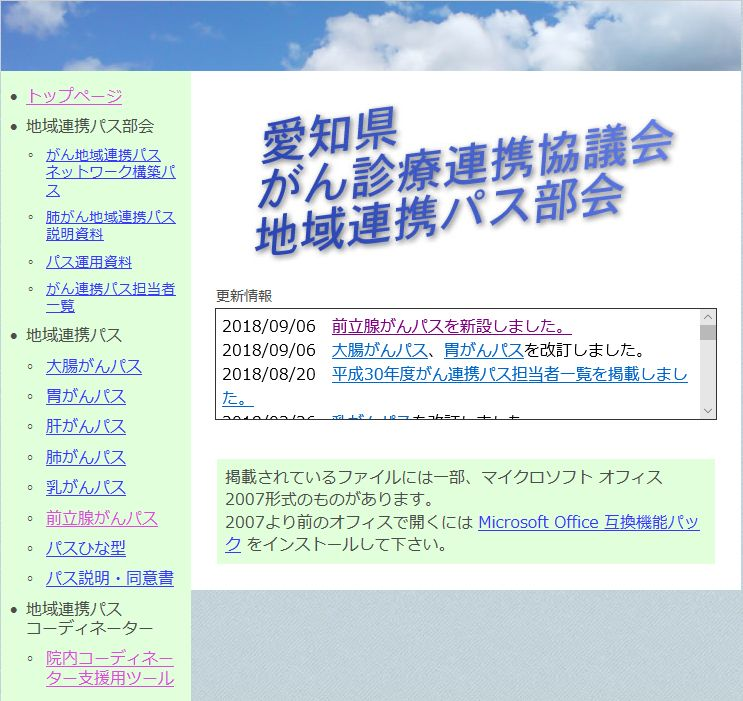 トップページ
地域連携パス部会
がん地域連携パス
ネットワーク構築パ
ス
肺がん地域連携パス
説明資料
パス運用資料
がん連携パス担当者
一覧
地域連携パス
大腸がんパス
胃がんパス
肝がんパス
肺がんパス
乳がんパス
前立腺がんパス
パスひな型
パス説明・同意書
地域連携パス
コーディネーター
院内コーディネー
ター支援用ツール
愛知県
がん診療連携協議会
地域連携パス部会
更新情報
2018/09/06 前立腺がんパスを新設しました。
2018/09/06 大腸がんパス、胃がんパスを改訂しました。
2018/08/20 平成30年度がん連携パス担当者一覧を掲載しまし
た。
掲載されているファイルには一部、マイクロソフト オフィス
2007形式のものがあります。
2007より前のオフィスで開くには Microsoft Office 互換機能パッ
ク をインストールして下さい。